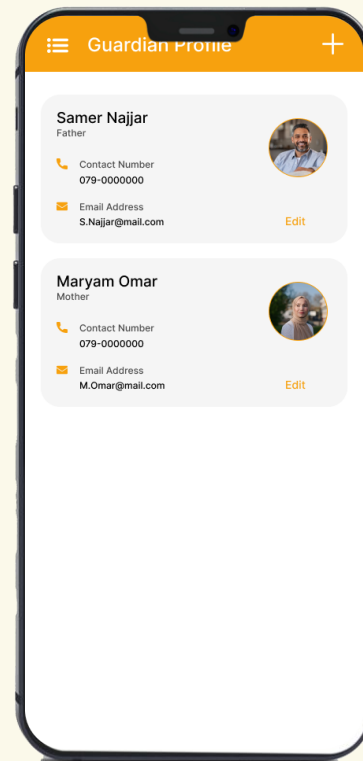 Guardian Profile
Samer Najjar
Father
Contact Number
079-0000000
Email Address
S.Najjar@mail.com
Edit
Maryam Omar
Mother
Contact Number
079-0000000
Email Address
M.Omar@mail.com
Edit